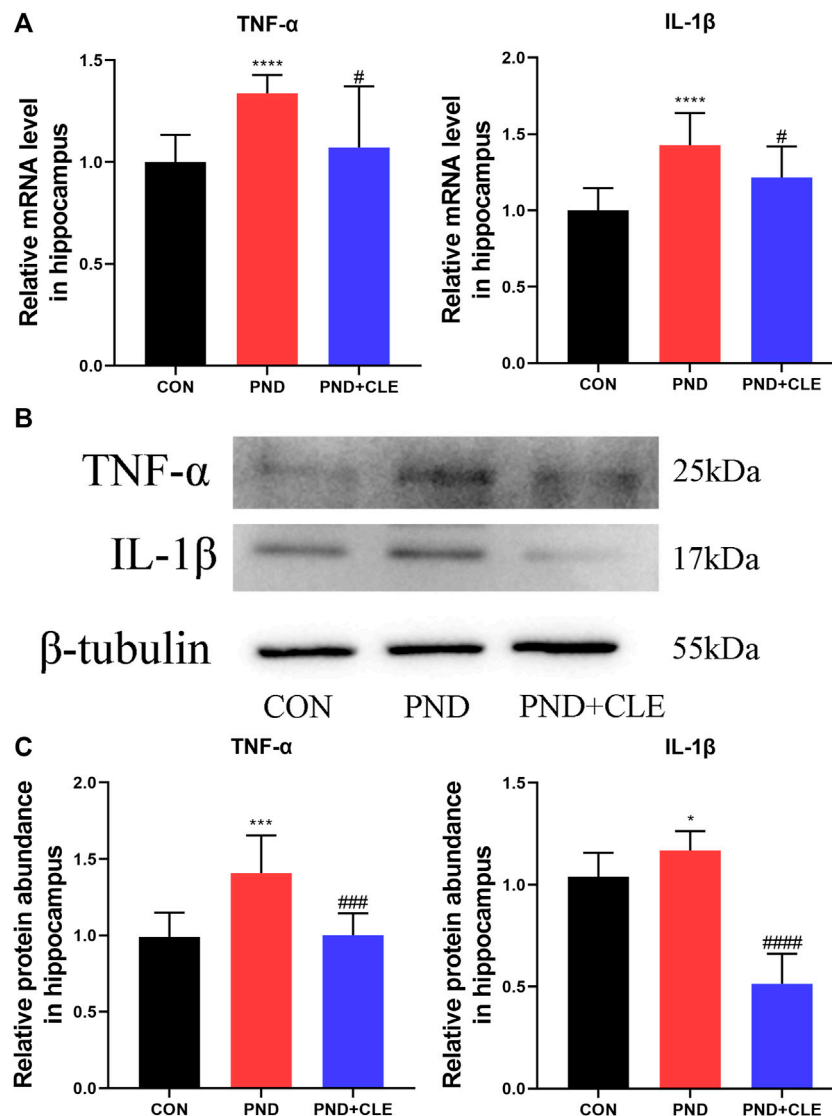 A
TNF-α
Relative mRNA level
in hippocampus
1.5
1.0
0.5
0.0
****
#
CON
PND
PND+CLE
IL-1β
Relative mRNA level
in hippocampus
2.0
1.5
1.0
0.5
0.0
****
#
CON
PND
PND+CLE
B
TNF-α
25kDa
IL-1β
17kDa
β-tubulin
55kDa
CON
PND
PND+CLE
C
TNF-α
Relative protein abundance
in hippocampus
2.0
1.5
1.0
0.5
0.0
***
###
CON
PND
PND+CLE
IL-1β
Relative protein abundance
in hippocampus
1.5
1.0
0.5
0.0
*
####
CON
PND
PND+CLE